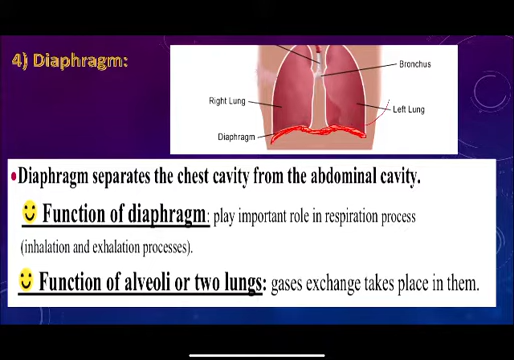 4) Diaphragm:
Bronchus
Right Lung
Left Lung
Diaphragm
•Diaphragm separates the chest cavity from the abdominal cavity.
Function of diaphragm: play important role in respiration process
(inhalation and exhalation processes).
Function of alveoli or two lungs: gases exchange takes place in them.